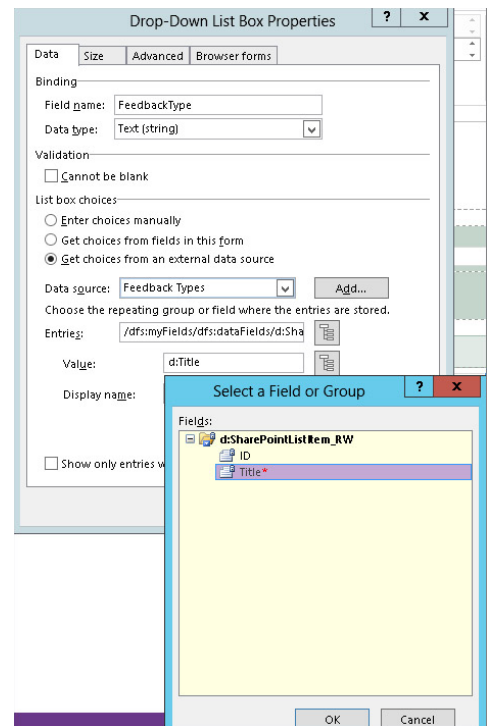 Drop-Down List Box Properties ? x
Data Size Advanced Browser forms
Binding
Field name: FeedbackType
Data type: Text (string)
Validation
Cannot be blank
List box choices
Enter choices manually
Get choices from fields in this form
Get choices from an external data source
Data source: Feedback Types Add...
Choose the repeating group or field where the entries are stored.
Entries: /dfs:myFields/dfs:dataFields/d:Sha
Value: d:Title
Display name:
Show only entries w
Select a Field or Group ? x
Fields:
d:SharePointListItem_RW
ID
Title*
OK Cancel